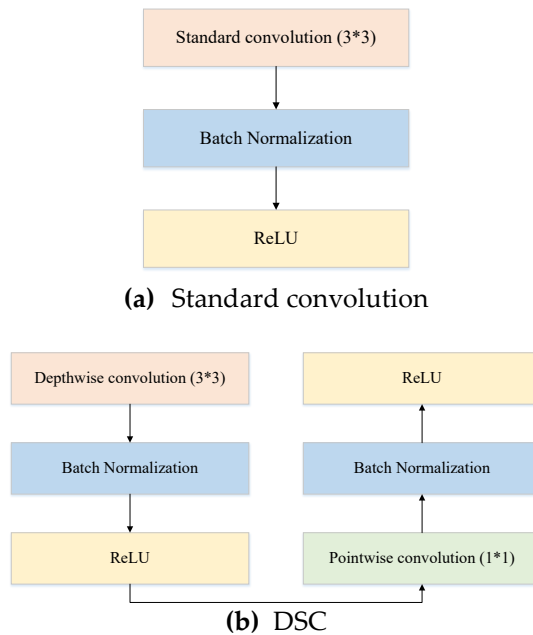 Standard convolution (3*3)
Batch Normalization
ReLU
(a) Standard convolution
Depthwise convolution (3*3)
Batch Normalization
ReLU
Pointwise convolution (1*1)
Batch Normalization
ReLU
(b) DSC